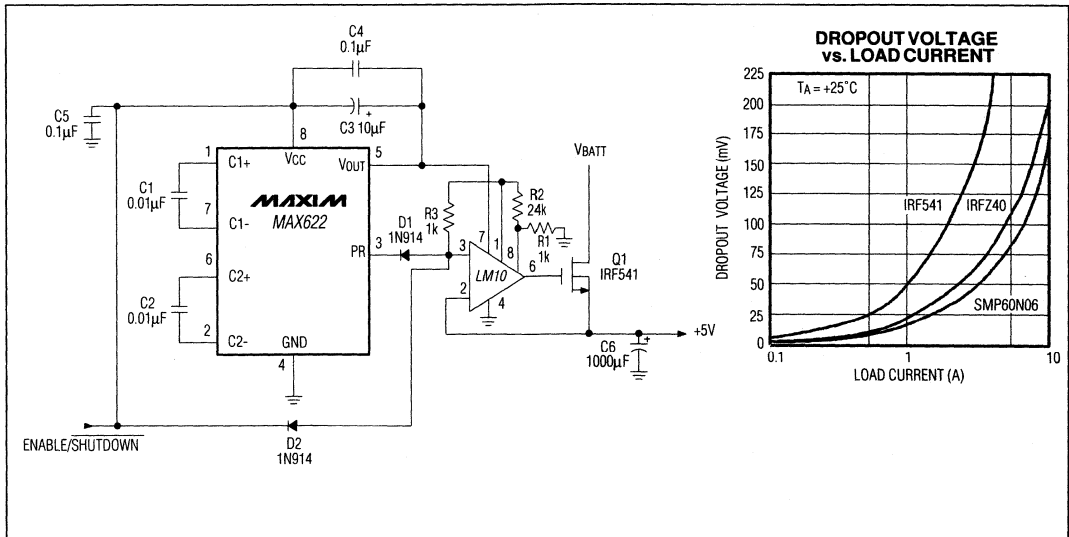 C4
0.1µF
C5
0.1µF
C3 10µF
+
8
VCC
1
C1+
VOUT
5
C1
0.01µF
MAXIM
MAX622
7
C1-
D1
1N914
R3
1k
R2
24k
R1
1k
VBATT
PR
3
3
7
1
8
LM10
6
2
4
Q1
IRF541
6
C2+
C2
0.01µF
2
C2-
GND
4
C6
1000µF
+
+5V
ENABLE/SHUTDOWN
D2
1N914
DROPOUT VOLTAGE
vs. LOAD CURRENT
TA = +25°C
DROPOUT VOLTAGE (mV)
225
200
175
150
125
100
75
50
25
0
IRF541
IRFZ40
SMP60N06
0.1
1
10
LOAD CURRENT (A)